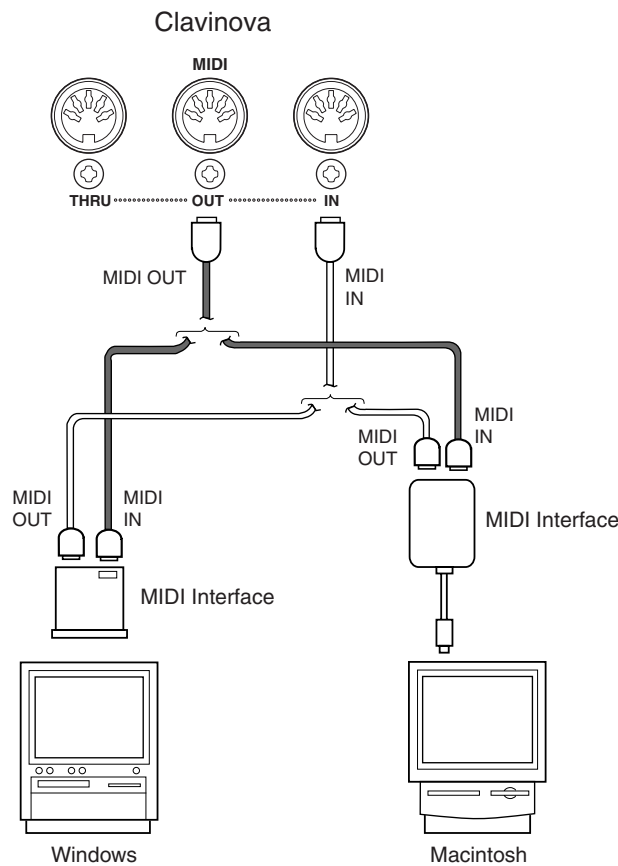 Clavinova
MIDI
THRU OUT IN
MIDI OUT
MIDI
IN
MIDI
OUT
MIDI
IN
MIDI
OUT
MIDI
IN
MIDI Interface
MIDI Interface
Windows
Macintosh